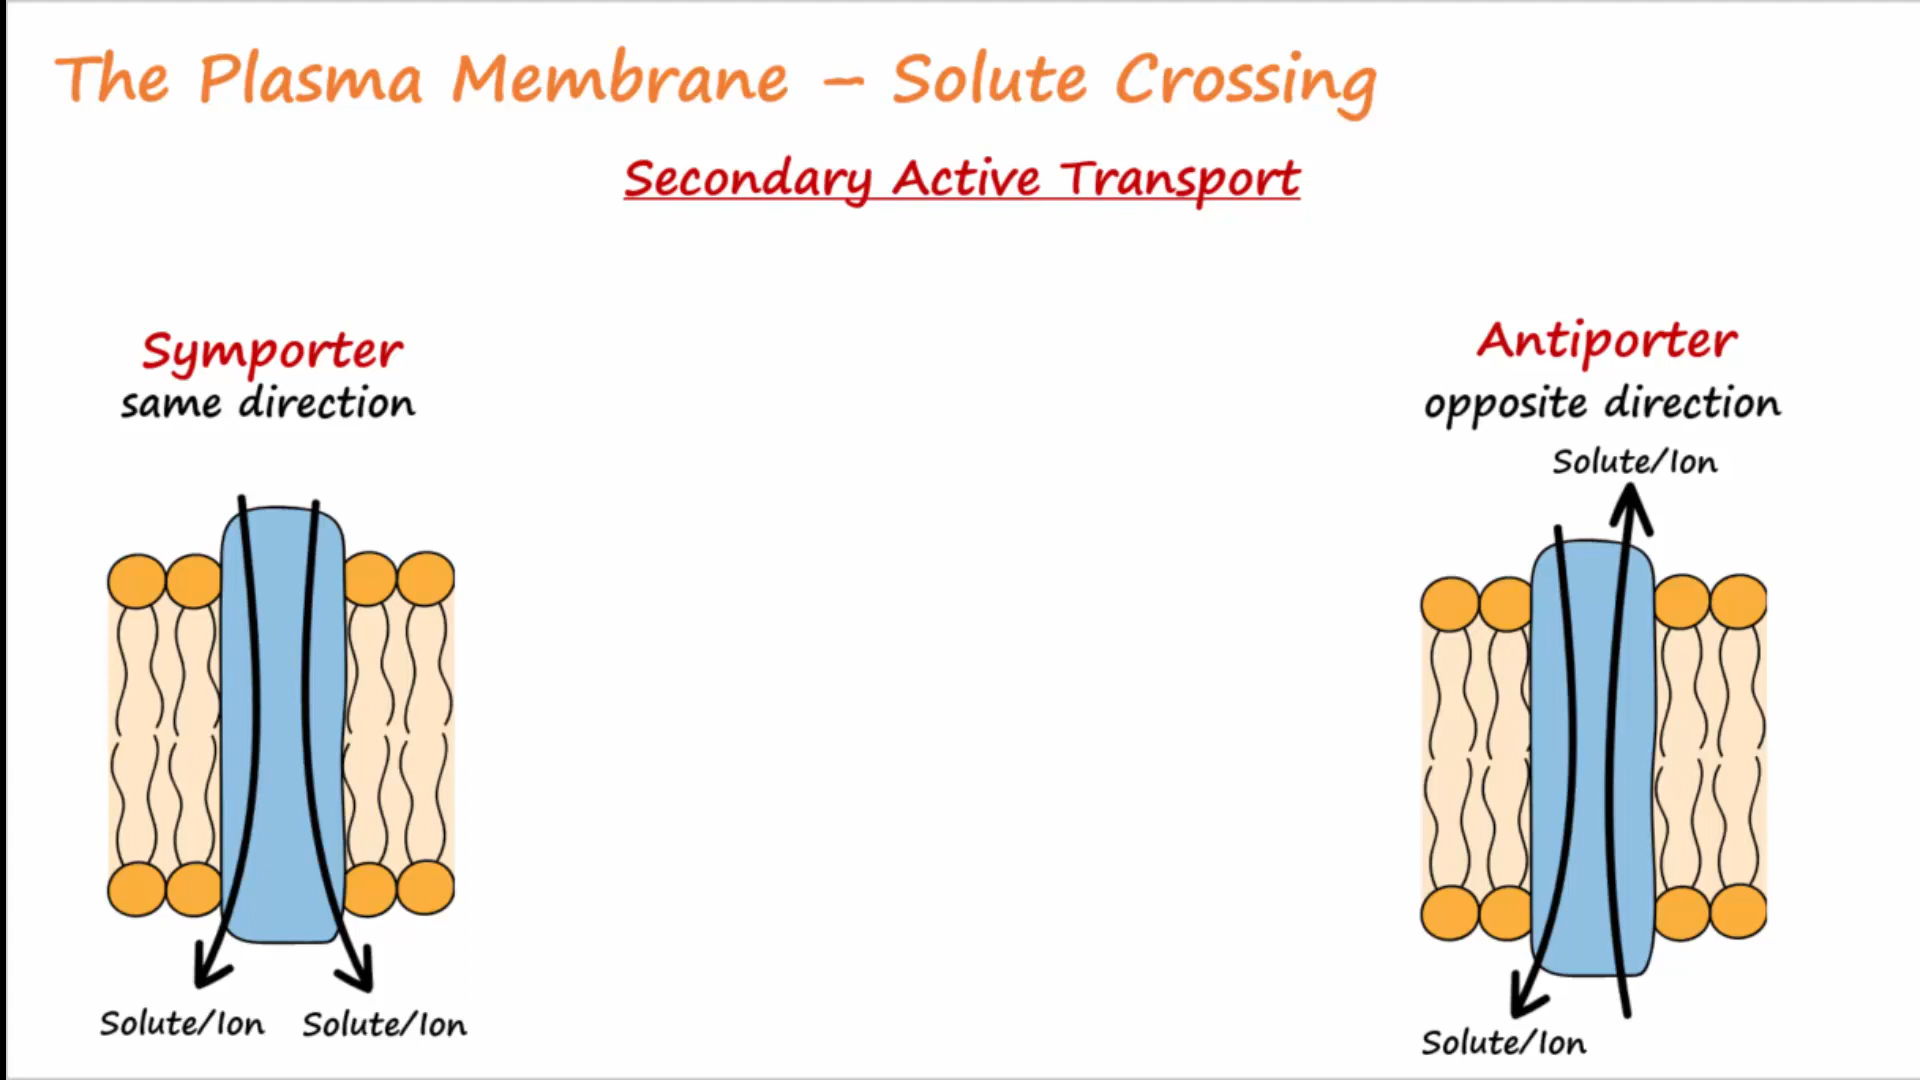 The Plasma Membrane – Solute Crossing
Secondary Active Transport
Symporter
same direction
Solute/Ion
Solute/Ion
Antiporter
opposite direction
Solute/Ion
Solute/Ion